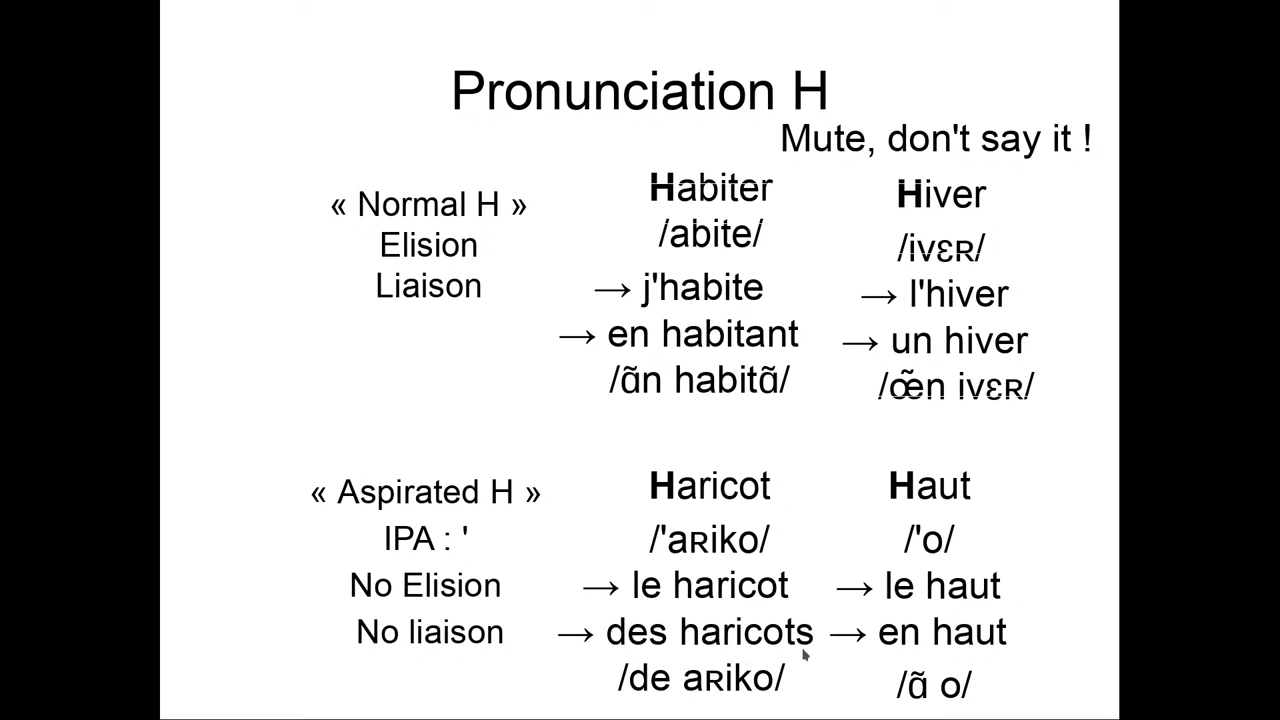 Pronunciation H
Mute, don't say it !
« Normal H »
Elision
Liaison
Habiter
/abite/
→ j'habite
→ en habitant
/ɑ̃n habitɑ̃/
Hiver
/ivɛʀ/
→ l'hiver
→ un hiver
/œ̃n ivɛʀ/
« Aspirated H »
IPA : '
No Elision
No liaison
Haricot
/'aʀiko/
→ le haricot
→ des haricots
/de aʀiko/
Haut
/'o/
→ le haut
→ en haut
/ɑ̃ o/